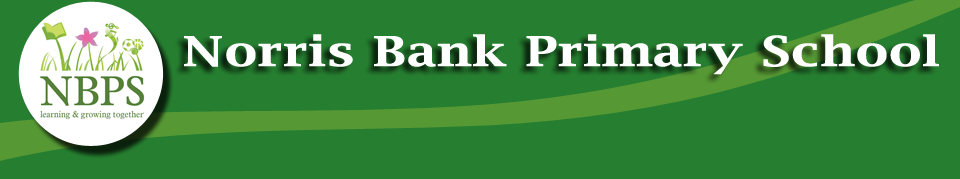 Norris Bank Primary School
NBPS
learning & growing together